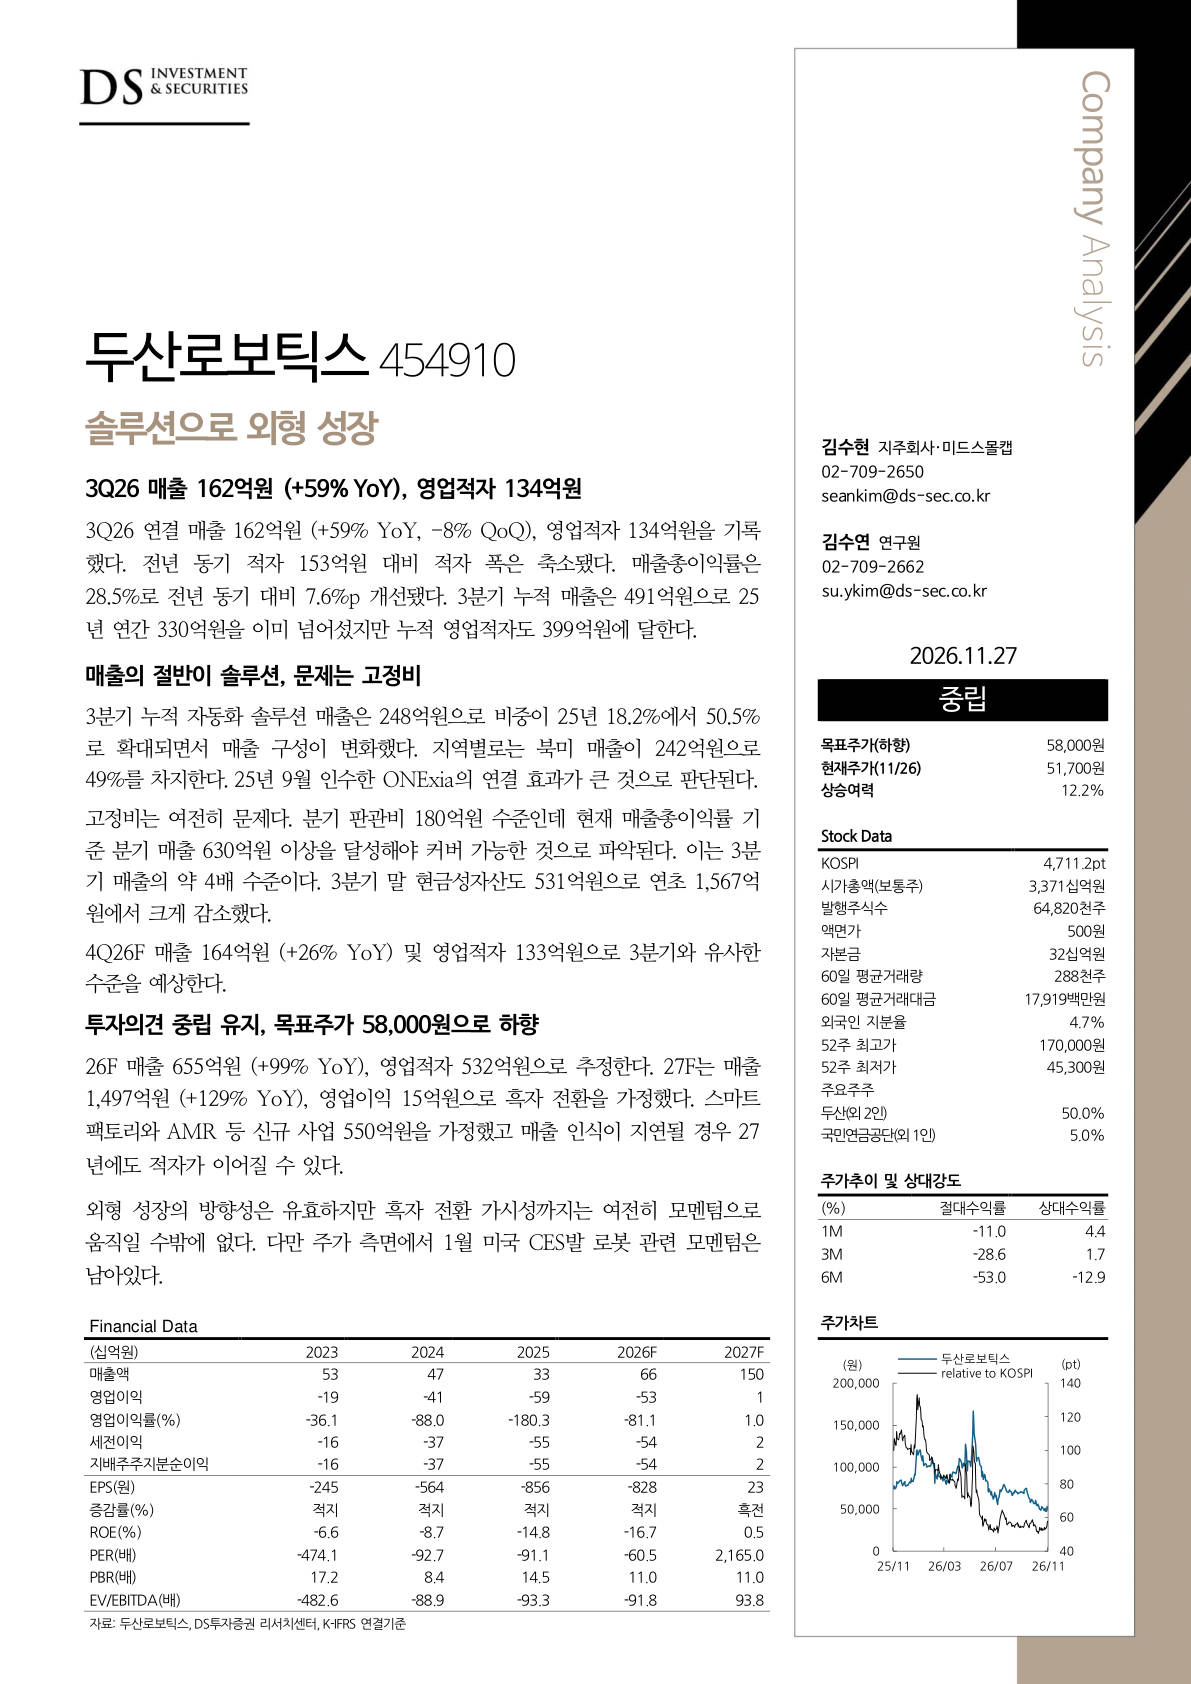 DS INVESTMENT
& SECURITIES
Company Analysis
두산로보틱스 454910
솔루션으로 외형 성장
3Q26 매출 162억원 (+59% YoY), 영업적자 134억원
3Q26 연결 매출 162억원 (+59% YoY, -8% QoQ), 영업적자 134억원을 기록
했다. 전년 동기 적자 153억원 대비 적자 폭은 축소됐다. 매출총이익률은
28.5%로 전년 동기 대비 7.6%p 개선됐다. 3분기 누적 매출은 491억원으로 25
년 연간 330억원을 이미 넘어섰지만 누적 영업적자도 399억원에 달한다.
매출의 절반이 솔루션, 문제는 고정비
3분기 누적 자동화 솔루션 매출은 248억원으로 비중이 25년 18.2%에서 50.5%
로 확대되면서 매출 구성이 변화했다. 지역별로는 북미 매출이 242억원으로
49%를 차지한다. 25년 9월 인수한 ONExia의 연결 효과가 큰 것으로 판단된다.
고정비는 여전히 문제다. 분기 판관비 180억원 수준인데 현재 매출총이익률 기
준 분기 매출 630억원 이상을 달성해야 커버 가능한 것으로 파악된다. 이는 3분
기 매출의 약 4배 수준이다. 3분기 말 현금성자산도 531억원으로 연초 1,567억
원에서 크게 감소했다.
4Q26F 매출 164억원 (+26% YoY) 및 영업적자 133억원으로 3분기와 유사한
수준을 예상한다.
투자의견 중립 유지, 목표주가 58,000원으로 하향
26F 매출 655억원 (+99% YoY), 영업적자 532억원으로 추정한다. 27F는 매출
1,497억원 (+129% YoY), 영업이익 15억원으로 흑자 전환을 가정했다. 스마트
팩토리와 AMR 등 신규 사업 550억원을 가정했고 매출 인식이 지연될 경우 27
년에도 적자가 이어질 수 있다.
외형 성장의 방향성은 유효하지만 흑자 전환 가시성까지는 여전히 모멘텀으로
움직일 수밖에 없다. 다만 주가 측면에서 1월 미국 CES발 로봇 관련 모멘텀은
남아있다.
Financial Data
(십억원) 2023 2024 2025 2026F 2027F
매출액 53 47 33 66 150
영업이익 -19 -41 -59 -53 1
영업이익률(%) -36.1 -88.0 -180.3 -81.1 1.0
세전이익 -16 -37 -55 -54 2
지배주주지분순이익 -16 -37 -55 -54 2
EPS(원) -245 -564 -856 -828 23
증감률(%) 적지 적지 적지 적지 흑전
ROE(%) -6.6 -8.7 -14.8 -16.7 0.5
PER(배) -474.1 -92.7 -91.1 -60.5 2,165.0
PBR(배) 17.2 8.4 14.5 11.0 11.0
EV/EBITDA(배) -482.6 -88.9 -93.3 -91.8 93.8
자료: 두산로보틱스, DS투자증권 리서치센터, K-IFRS 연결기준
김수현 지주회사·미드스몰캡
02-709-2650
seankim@ds-sec.co.kr
김수연 연구원
02-709-2662
su.ykim@ds-sec.co.kr
2026.11.27
중립
목표주가(하향) 58,000원
현재주가(11/26) 51,700원
상승여력 12.2%
Stock Data
KOSPI 4,711.2pt
시가총액(보통주) 3,371십억원
발행주식수 64,820천주
액면가 500원
자본금 32십억원
60일 평균거래량 288천주
60일 평균거래대금 17,919백만원
외국인 지분율 4.7%
52주 최고가 170,000원
52주 최저가 45,300원
주요주주
두산(외 2인) 50.0%
국민연금공단(외 1인) 5.0%
주가추이 및 상대강도
(%) 절대수익률 상대수익률
1M -11.0 4.4
3M -28.6 1.7
6M -53.0 -12.9
주가차트
(원) 두산로보틱스 (pt)
relative to KOSPI
200,000 140
120
150,000
100
100,000
80
50,000
60
0 40
25/11 26/03 26/07 26/11